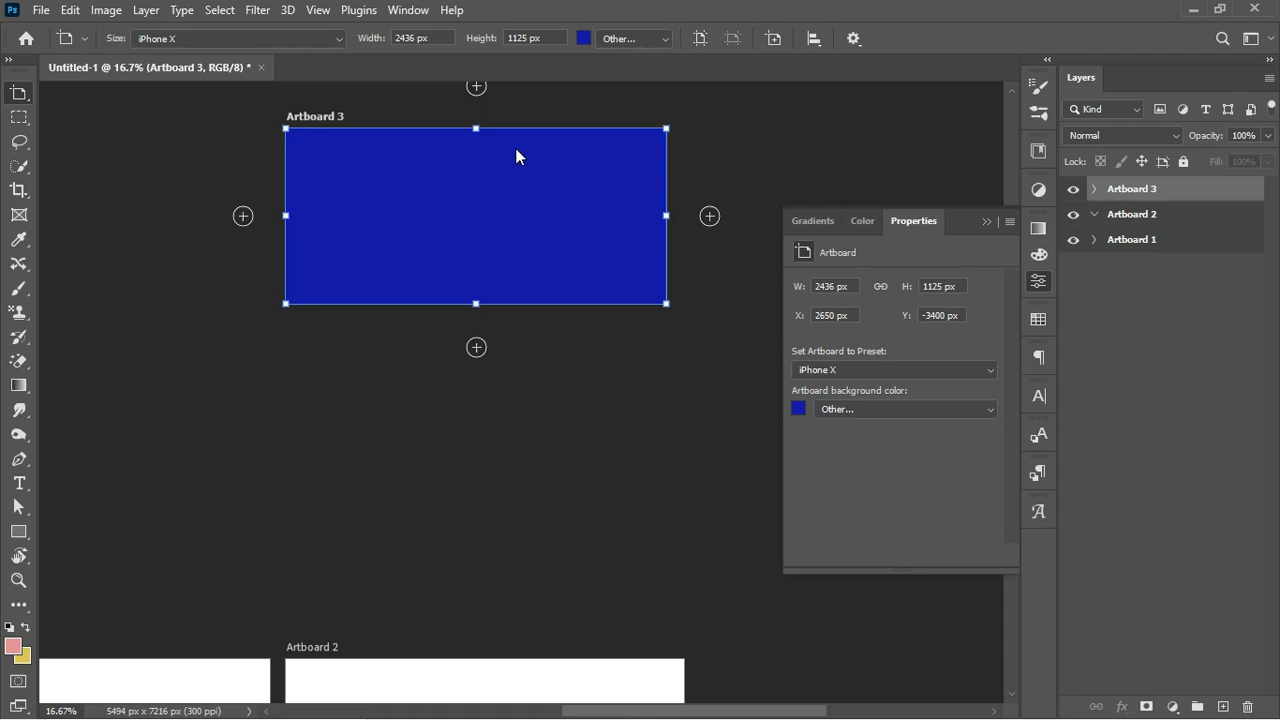 Ps File Edit Image Layer Type Select Filter 3D View Plugins Window Help
Size: iPhone X Width: 2436 px Height: 1125 px Other...
Untitled-1 @ 16.7% (Artboard 3, RGB/8) *
Artboard 3
Artboard 2
Gradients Color Properties
Artboard
W: 2436 px H: 1125 px
X: 2650 px Y: -3400 px
Set Artboard to Preset:
iPhone X
Artboard background color:
Other...
Layers
Kind
Normal Opacity: 100%
Lock: Fill: 100%
Artboard 3
Artboard 2
Artboard 1
16.67% 5494 px x 7216 px (300 ppi)